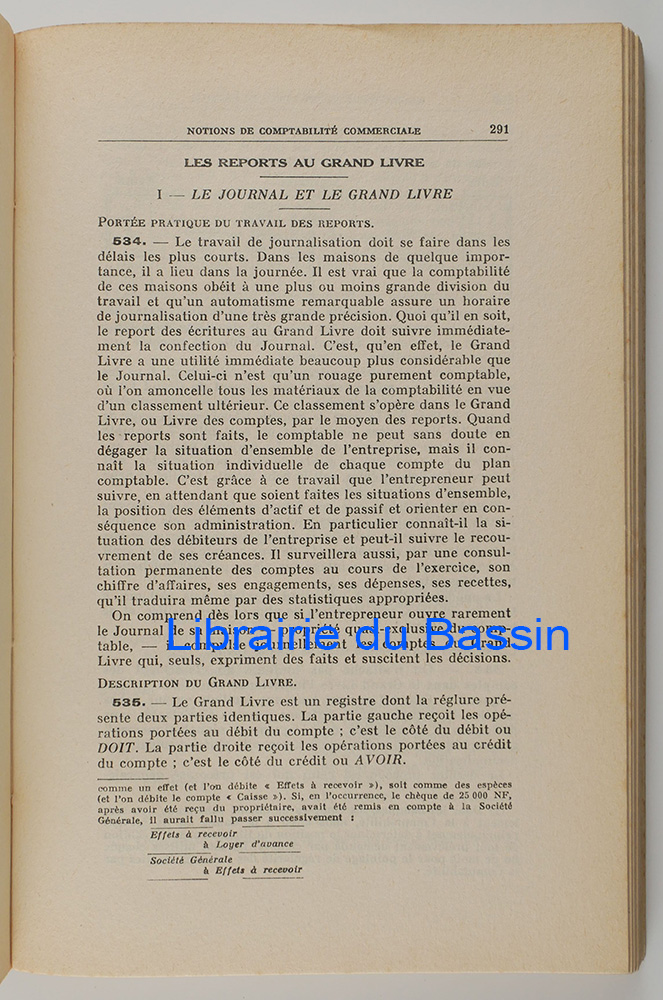 NOTIONS DE COMPTABILITÉ COMMERCIALE 291
LES REPORTS AU GRAND LIVRE
I — LE JOURNAL ET LE GRAND LIVRE
PORTÉE PRATIQUE DU TRAVAIL DES REPORTS.
534. — Le travail de journalisation doit se faire dans les
délais les plus courts. Dans les maisons de quelque impor-
tance, il a lieu dans la journée. Il est vrai que la comptabilité
de ces maisons obéit à une plus ou moins grande division du
travail et qu'un automatisme remarquable assure un horaire
de journalisation d'une très grande précision. Quoi qu'il en soit,
le report des écritures au Grand Livre doit suivre immédiate-
ment la confection du Journal. C'est, qu'en effet, le Grand
Livre a une utilité immédiate beaucoup plus considérable que
le Journal. Celui-ci n'est qu'un rouage purement comptable,
où l'on amoncelle tous les matériaux de la comptabilité en vue
d'un classement ultérieur. Ce classement s'opère dans le Grand
Livre, ou Livre des comptes, par le moyen des reports. Quand
les reports sont faits, le comptable ne peut sans doute en
dégager la situation d'ensemble de l'entreprise, mais il con-
naît la situation individuelle de chaque compte du plan
comptable. C'est grâce à ce travail que l'entrepreneur peut
suivre, en attendant que soient faites les situations d'ensemble,
la position des éléments d'actif et de passif et orienter en con-
séquence son administration. En particulier connaît-il la si-
tuation des débiteurs de l'entreprise et peut-il suivre le recou-
vrement de ses créances. Il surveillera aussi, par une consul-
tation permanente des comptes au cours de l'exercice, son
chiffre d'affaires, ses engagements, ses dépenses, ses recettes,
qu'il traduira même par des statistiques appropriées.
On comprend dès lors que si l'entrepreneur ouvre rarement
le Journal de sa maison — propriété quasi exclusive du comp-
table, — il compulse journellement les comptes du Grand
Librairie du Bassin
Livre qui, seuls, expriment des faits et suscitent les décisions.
DESCRIPTION DU GRAND LIVRE.
535. — Le Grand Livre est un registre dont la réglure pré-
sente deux parties identiques. La partie gauche reçoit les opé-
rations portées au débit du compte ; c'est le côté du débit ou
DOIT. La partie droite reçoit les opérations portées au crédit
du compte ; c'est le côté du crédit ou AVOIR.
comme un effet (et l'on débite « Effets à recevoir »), soit comme des espèces
(et l'on débite le compte « Caisse »). Si, en l'occurrence, le chèque de 25 000 NF,
après avoir été reçu du propriétaire, avait été remis en compte à la Société
Générale, il aurait fallu passer successivement :
Effets à recevoir
à Loyer d'avance
Société Générale
à Effets à recevoir